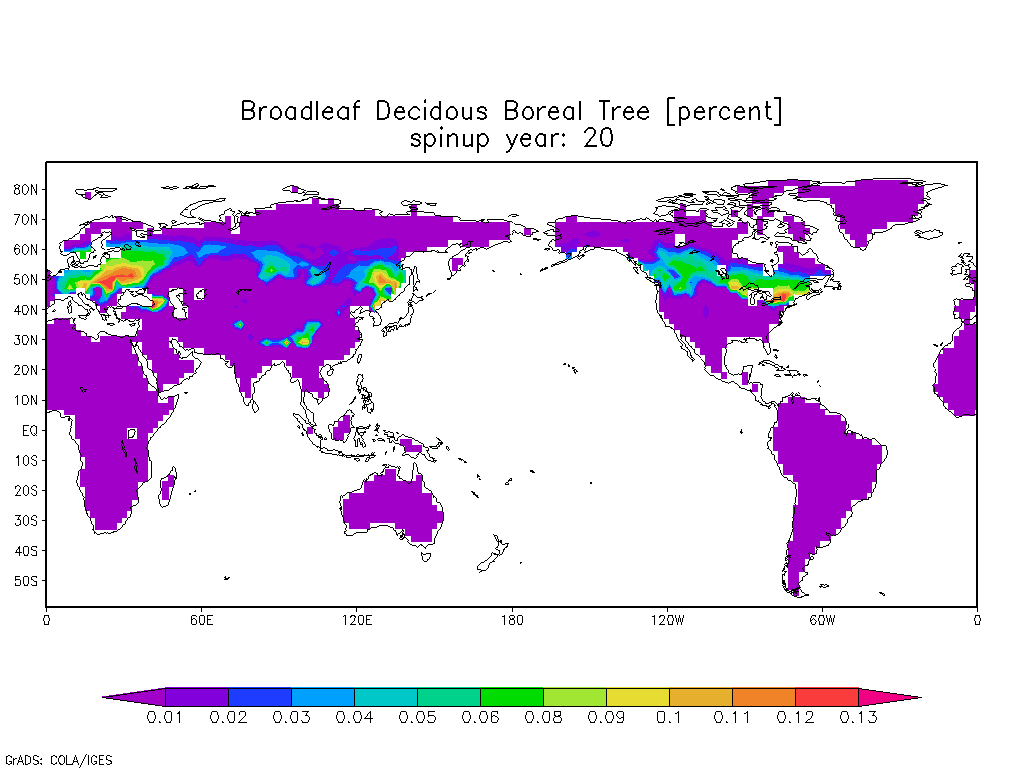 Broadleaf Decidous Boreal Tree [percent]
spinup year: 20
80N
70N
60N
50N
40N
30N
20N
10N
EQ
10S
20S
30S
40S
50S
0 60E 120E 180 120W 60W 0
0.01 0.02 0.03 0.04 0.05 0.06 0.08 0.09 0.1 0.11 0.12 0.13
GrADS: COLA/IGES